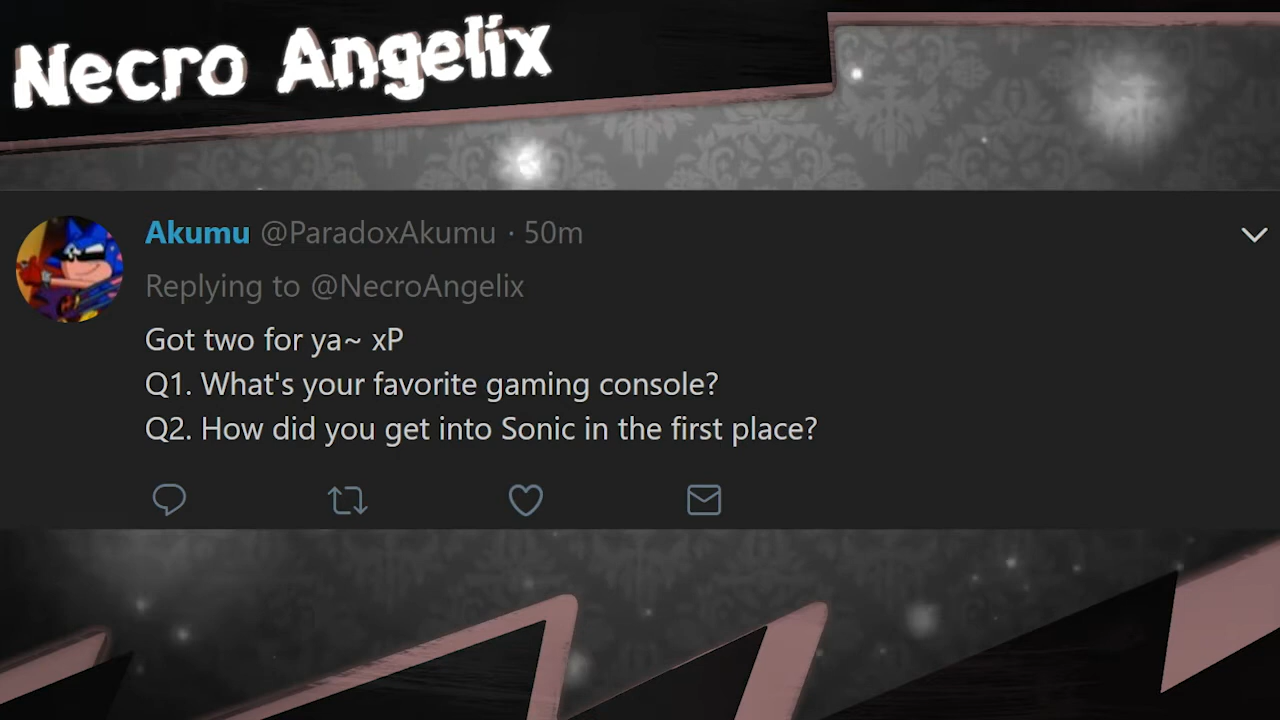 Necro Angelix
Akumu @ParadoxAkumu · 50m
Replying to @NecroAngelix
Got two for ya~ xP
Q1. What's your favorite gaming console?
Q2. How did you get into Sonic in the first place?